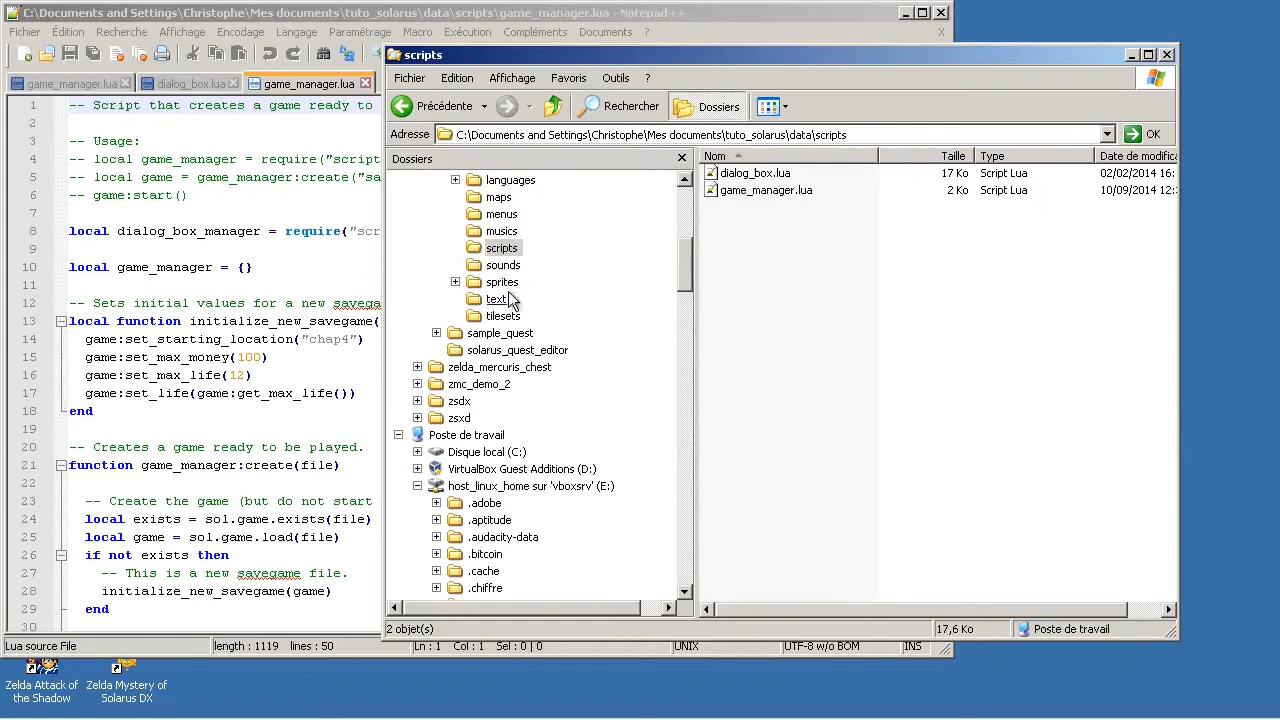 C:\Documents and Settings\Christophe\Mes documents\tuto_solarus\data\scripts\game_manager.lua - Notepad++
Fichier Édition Recherche Affichage Encodage Langage Paramétrage Macro Exécution Compléments Documents ?
X
game_manager.lua dialog_box.lua game_manager.lua
1 -- Script that creates a game ready to
2
3 -- Usage:
4 -- local game_manager = require("script
5 -- local game = game_manager:create("sa
6 -- game:start()
7
8 local dialog_box_manager = require("scr
9
10 local game_manager = {}
11
12 -- Sets initial values for a new savega
13 local function initialize_new_savegame(
14 game:set_starting_location("chap4")
15 game:set_max_money(100)
16 game:set_max_life(12)
17 game:set_life(game:get_max_life())
18 end
19
20 -- Creates a game ready to be played.
21 function game_manager:create(file)
22
23 -- Create the game (but do not start
24 local exists = sol.game.exists(file)
25 local game = sol.game.load(file)
26 if not exists then
27 -- This is a new savegame file.
28 initialize_new_savegame(game)
29 end
30
Lua source File length : 1119 lines : 50 Ln : 1 Col : 1 Sel : 0 | 0 UNIX UTF-8 w/o BOM INS
scripts
Fichier Edition Affichage Favoris Outils ?
Précédente Rechercher Dossiers
Adresse C:\Documents and Settings\Christophe\Mes documents\tuto_solarus\data\scripts OK
Dossiers
languages
maps
menus
musics
scripts
sounds
sprites
text
tilesets
sample_quest
solarus_quest_editor
zelda_mercuris_chest
zmc_demo_2
zsdx
zsxd
Poste de travail
Disque local (C:)
VirtualBox Guest Additions (D:)
host_linux_home sur 'vboxsrv' (E:)
.adobe
.aptitude
.audacity-data
.bitcoin
.cache
.chiffre
Nom Taille Type Date de modifica
dialog_box.lua 17 Ko Script Lua 02/02/2014 16:
game_manager.lua 2 Ko Script Lua 10/09/2014 12:
2 objet(s) 17,6 Ko Poste de travail
Zelda Attack of the Shadow
Zelda Mystery of Solarus DX